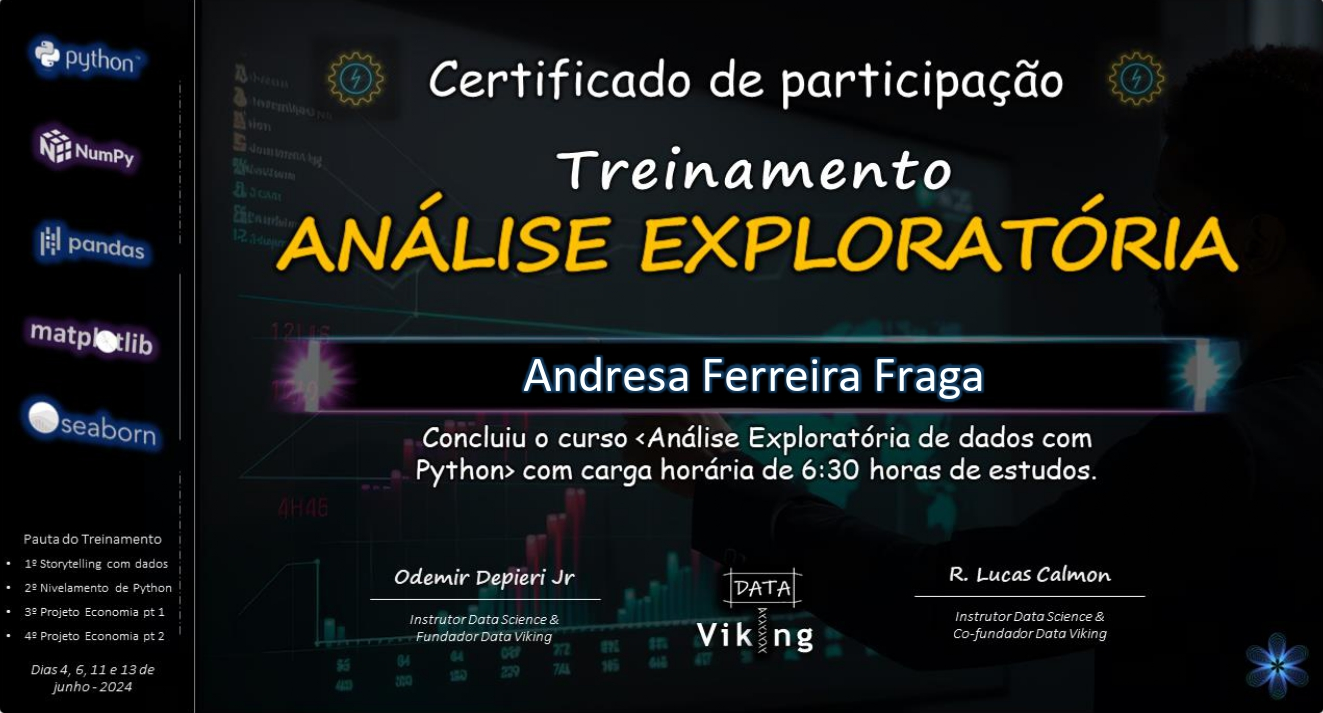 python
NumPy
pandas
matplotlib
seaborn
Pauta do Treinamento
• 1º Storytelling com dados
• 2º Nivelamento de Python
• 3º Projeto Economia pt 1
• 4º Projeto Economia pt 2
Dias 4, 6, 11 e 13 de
junho - 2024
Certificado de participação
Treinamento
ANÁLISE EXPLORATÓRIA
Andresa Ferreira Fraga
Concluiu o curso <Análise Exploratória de dados com
Python> com carga horária de 6:30 horas de estudos.
4H46
Odemir Depieri Jr
Instrutor Data Science &
Fundador Data Viking
DATA
Viking
R. Lucas Calmon
Instrutor Data Science &
Co-fundador Data Viking